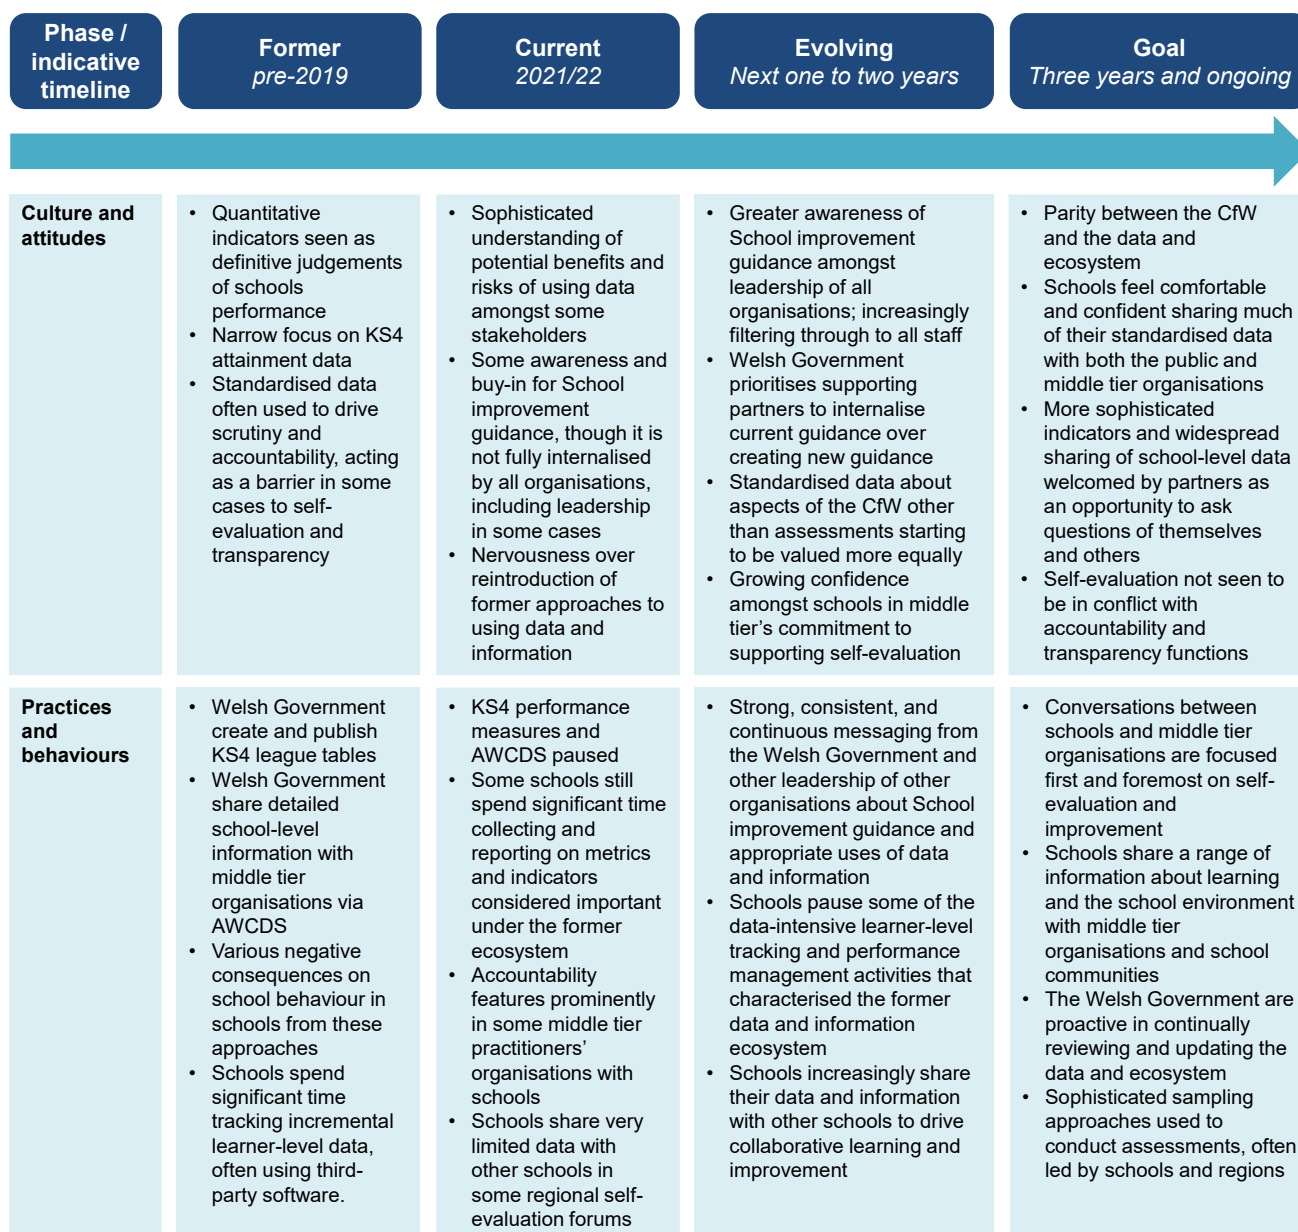 Phase /
indicative
timeline
Former
pre-2019
Current
2021/22
Evolving
Next one to two years
Goal
Three years and ongoing
Culture and
attitudes
• Quantitative
indicators seen as
definitive judgements
of schools
performance
• Narrow focus on KS4
attainment data
• Standardised data
often used to drive
scrutiny and
accountability, acting
as a barrier in some
cases to self-
evaluation and
transparency
• Sophisticated
understanding of
potential benefits and
risks of using data
amongst some
stakeholders
• Some awareness and
buy-in for School
improvement
guidance, though it is
not fully internalised
by all organisations,
including leadership
in some cases
• Nervousness over
reintroduction of
former approaches to
using data and
information
• Greater awareness of
School improvement
guidance amongst
leadership of all
organisations; increasingly
filtering through to all staff
• Welsh Government
prioritises supporting
partners to internalise
current guidance over
creating new guidance
• Standardised data about
aspects of the CfW other
than assessments starting
to be valued more equally
• Growing confidence
amongst schools in middle
tier’s commitment to
supporting self-evaluation
• Parity between the CfW
and the data and
ecosystem
• Schools feel comfortable
and confident sharing much
of their standardised data
with both the public and
middle tier organisations
• More sophisticated
indicators and widespread
sharing of school-level data
welcomed by partners as
an opportunity to ask
questions of themselves
and others
• Self-evaluation not seen to
be in conflict with
accountability and
transparency functions
Practices
and
behaviours
• Welsh Government
create and publish
KS4 league tables
• Welsh Government
share detailed
school-level
information with
middle tier
organisations via
AWCDS
• Various negative
consequences on
school behaviour in
schools from these
approaches
• Schools spend
significant time
tracking incremental
learner-level data,
often using third-
party software.
• KS4 performance
measures and
AWCDS paused
• Some schools still
spend significant time
collecting and
reporting on metrics
and indicators
considered important
under the former
ecosystem
• Accountability
features prominently
in some middle tier
practitioners’
organisations with
schools
• Schools share very
limited data with
other schools in
some regional self-
evaluation forums
• Strong, consistent, and
continuous messaging from
the Welsh Government and
other leadership of other
organisations about School
improvement guidance and
appropriate uses of data
and information
• Schools pause some of the
data-intensive learner-level
tracking and performance
management activities that
characterised the former
data and information
ecosystem
• Schools increasingly share
their data and information
with other schools to drive
collaborative learning and
improvement
• Conversations between
schools and middle tier
organisations are focused
first and foremost on self-
evaluation and
improvement
• Schools share a range of
information about learning
and the school environment
with middle tier
organisations and school
communities
• The Welsh Government are
proactive in continually
reviewing and updating the
data and ecosystem
• Sophisticated sampling
approaches used to
conduct assessments, often
led by schools and regions